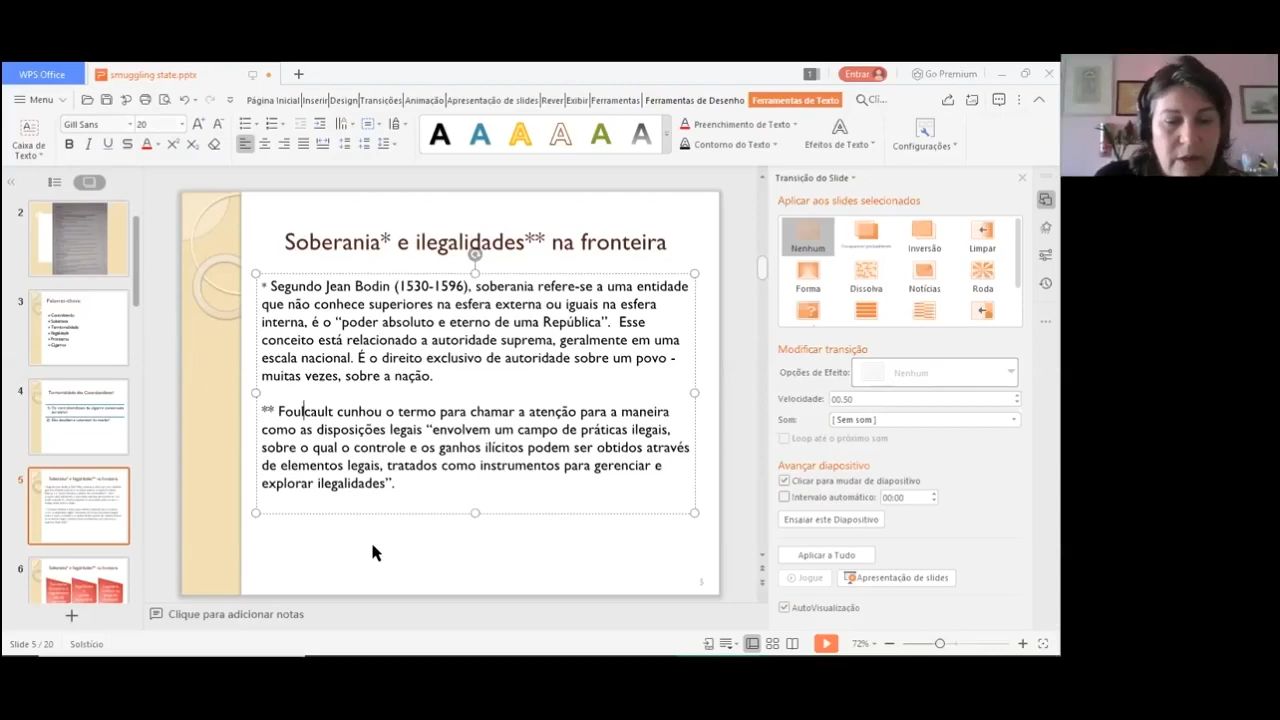 WPS Office
smuggling state.pptx
1
Entrar
Go Premium
Menu
Página Inicial
Inserir
Design
Transições
Animação
Apresentação de slides
Rever
Exibir
Ferramentas
Ferramentas de Desenho
Ferramentas de Texto
Cli...
Caixa de
Texto
Gill Sans
20
Preenchimento de Texto
Contorno do Texto
Efeitos de Texto
Configurações
2
3
Palavras-chave:
4
5
6
Soberania* e ilegalidades** na fronteira
* Segundo Jean Bodin (1530-1596), soberania refere-se a uma entidade
que não conhece superiores na esfera externa ou iguais na esfera
interna, é o “poder absoluto e eterno de uma República”. Esse
conceito está relacionado a autoridade suprema, geralmente em uma
escala nacional. É o direito exclusivo de autoridade sobre um povo -
muitas vezes, sobre a nação.
** Foulcault cunhou o termo para chamar a atenção para a maneira
como as disposições legais “envolvem um campo de práticas ilegais,
sobre o qual o controle e os ganhos ilícitos podem ser obtidos através
de elementos legais, tratados como instrumentos para gerenciar e
explorar ilegalidades”.
5
Clique para adicionar notas
Slide 5 / 20
Solstício
72%
Transição do Slide
Aplicar aos slides selecionados
Nenhum
Inversão
Limpar
Forma
Dissolva
Notícias
Roda
Modificar transição
Opções de Efeito:
Nenhum
Velocidade:
00.50
Som:
[ Sem som ]
Loop até o próximo som
Avançar diapositivo
Clicar para mudar de diapositivo
Intervalo automático:
00:00
Ensaiar este Diapositivo
Aplicar a Tudo
Jogue
Apresentação de slides
AutoVisualização